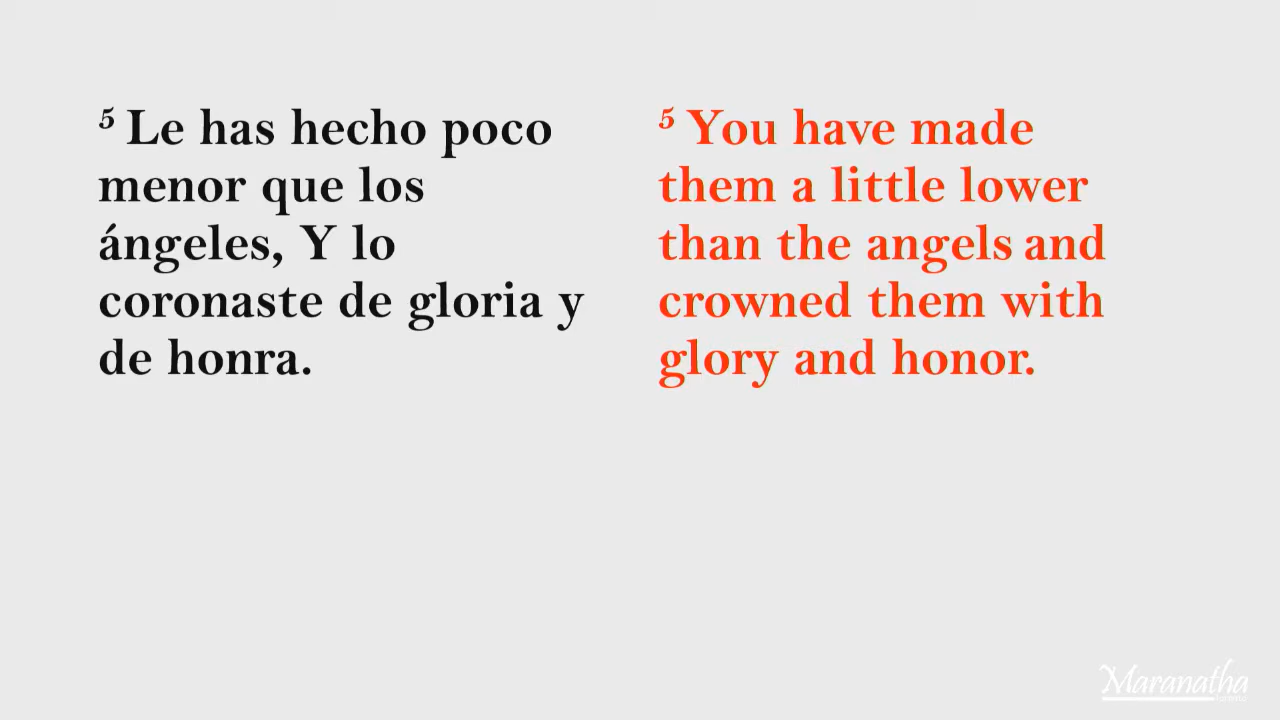 ⁵ Le has hecho poco
menor que los
ángeles, Y lo
coronaste de gloria y
de honra.
⁵ You have made
them a little lower
than the angels and
crowned them with
glory and honor.
Maranatha